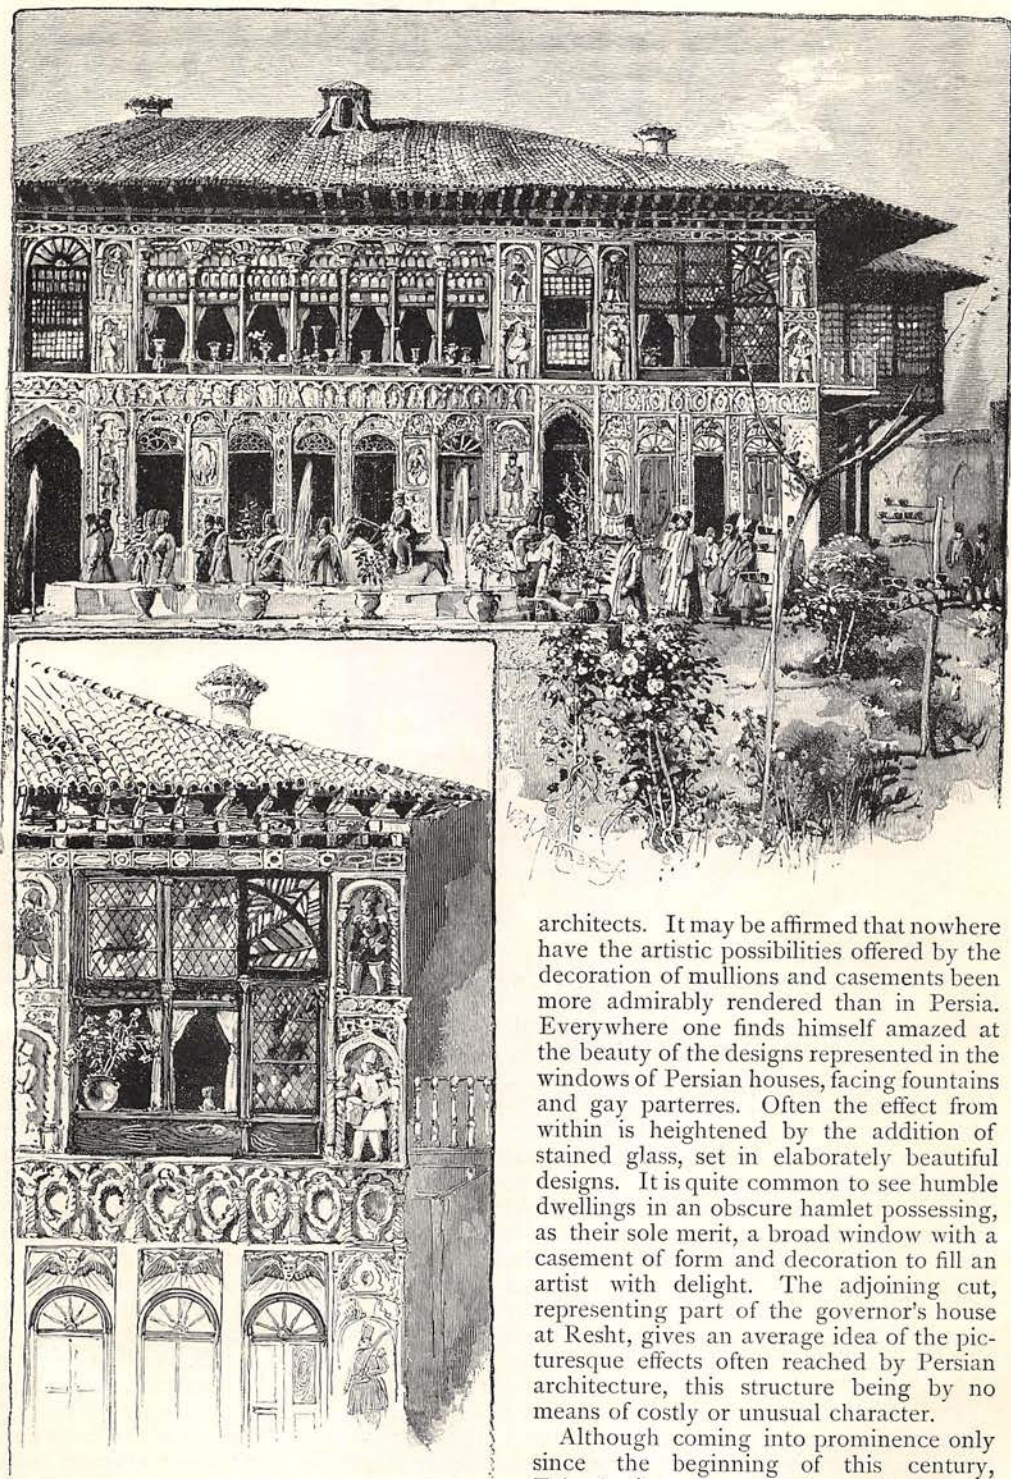 architects. It may be affirmed that nowhere
have the artistic possibilities offered by the
decoration of mullions and casements been
more admirably rendered than in Persia.
Everywhere one finds himself amazed at
the beauty of the designs represented in the
windows of Persian houses, facing fountains
and gay parterres. Often the effect from
within is heightened by the addition of
stained glass, set in elaborately beautiful
designs. It is quite common to see humble
dwellings in an obscure hamlet possessing,
as their sole merit, a broad window with a
casement of form and decoration to fill an
artist with delight. The adjoining cut,
representing part of the governor's house
at Resht, gives an average idea of the pic-
turesque effects often reached by Persian
architecture, this structure being by no
means of costly or unusual character.
Although coming into prominence only
since the beginning of this century,